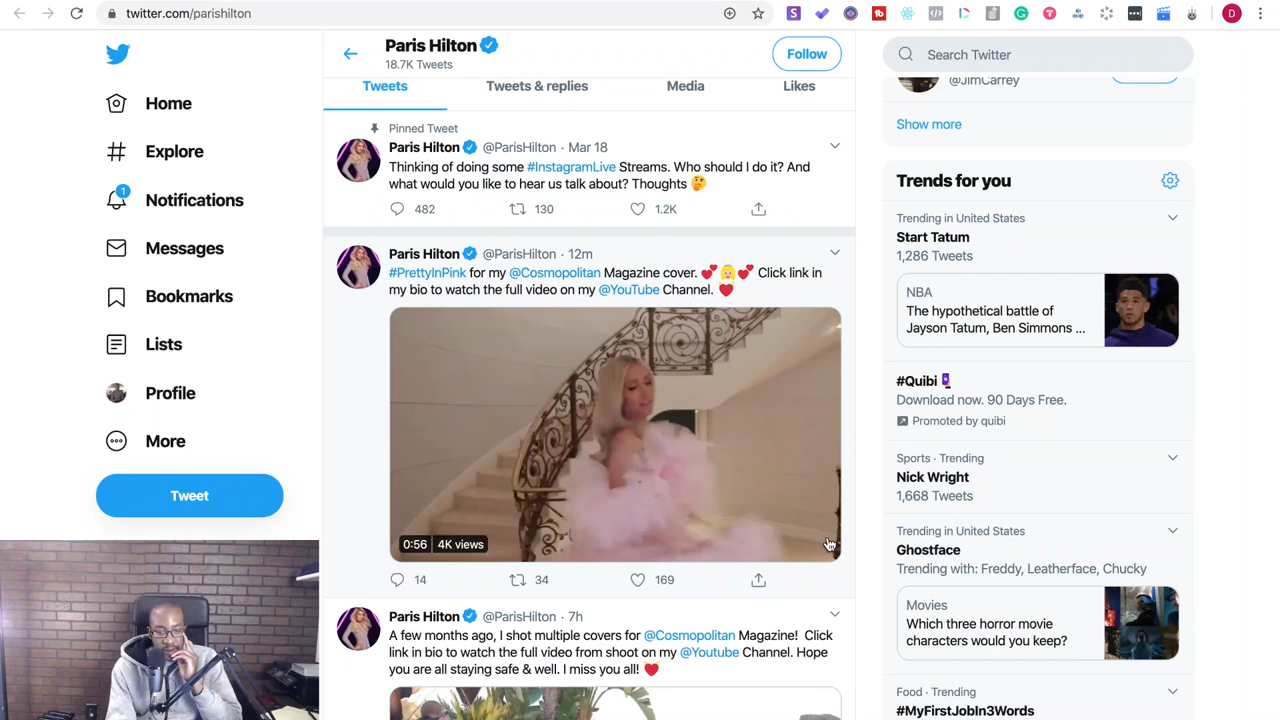 twitter.com/parishilton
D
Home
Explore
1
Notifications
Messages
Bookmarks
Lists
Profile
More
Tweet
Paris Hilton
18.7K Tweets
Follow
Tweets
Tweets & replies
Media
Likes
Pinned Tweet
Paris Hilton @ParisHilton · Mar 18
Thinking of doing some #InstagramLive Streams. Who should I do it? And
what would you like to hear us talk about? Thoughts 🤔
482
130
1.2K
Paris Hilton @ParisHilton · 12m
#PrettyInPink for my @Cosmopolitan Magazine cover. 💕👸🏼💕 Click link in
my bio to watch the full video on my @YouTube Channel. ❤️
0:56
4K views
14
34
169
Paris Hilton @ParisHilton · 7h
A few months ago, I shot multiple covers for @Cosmopolitan Magazine! Click
link in bio to watch the full video from shoot on my @Youtube Channel. Hope
you are all staying safe & well. I miss you all! ❤️
Search Twitter
@JimCarrey
Show more
Trends for you
Trending in United States
Start Tatum
1,286 Tweets
NBA
The hypothetical battle of
Jayson Tatum, Ben Simmons ...
#Quibi
Download now. 90 Days Free.
Promoted by quibi
Sports · Trending
Nick Wright
1,668 Tweets
Trending in United States
Ghostface
Trending with: Freddy, Leatherface, Chucky
Movies
Which three horror movie
characters would you keep?
Food · Trending
#MyFirstJobIn3Words